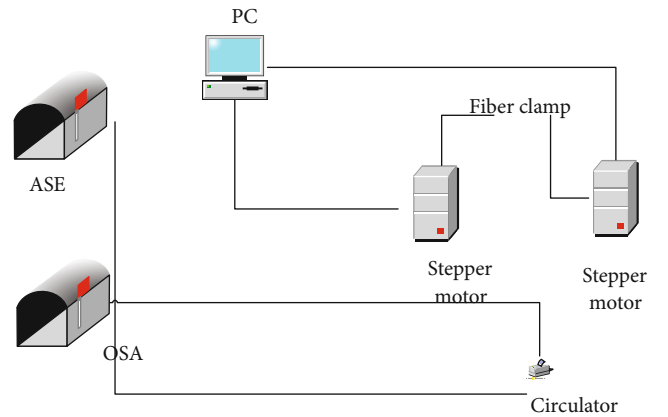 PC
Fiber clamp
ASE
Stepper
motor
Stepper
motor
OSA
Circulator